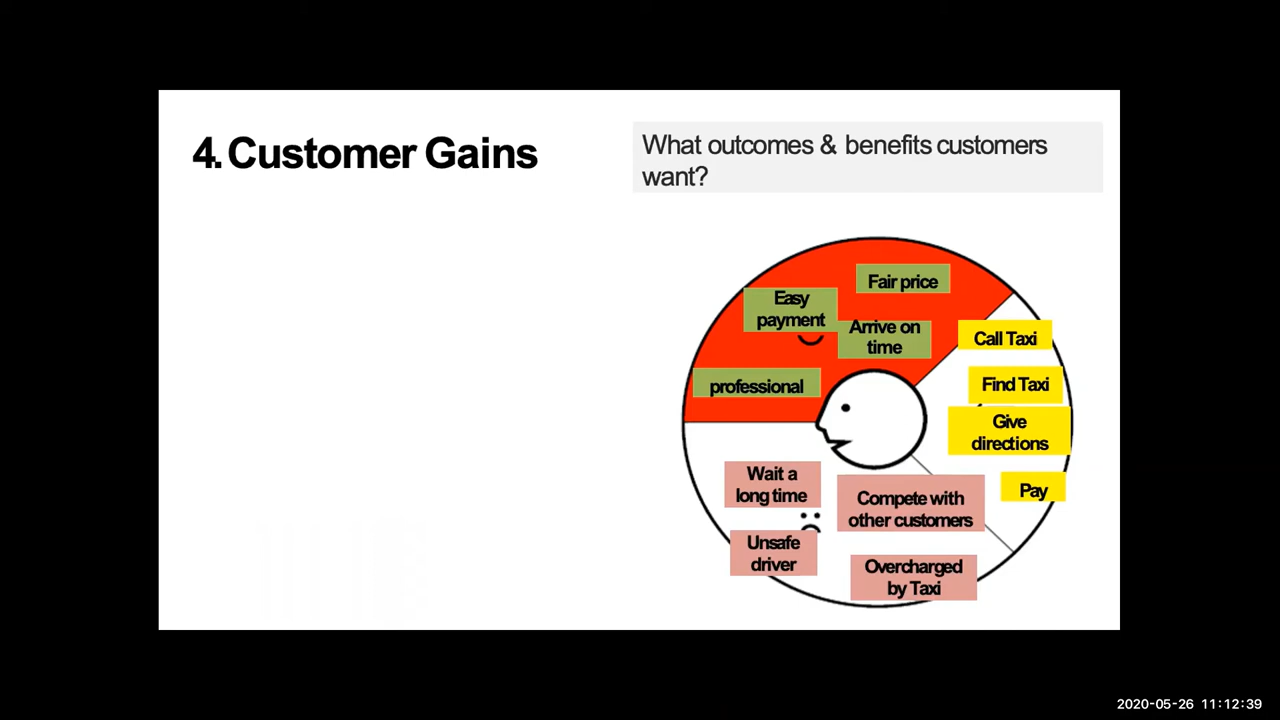 4. Customer Gains
What outcomes & benefits customers
want?
Fair price
Easy
payment
Arrive on
time
professional
Call Taxi
Find Taxi
Give
directions
Pay
Wait a
long time
Compete with
other customers
Unsafe
driver
Overcharged
by Taxi
2020-05-26 11:12:39